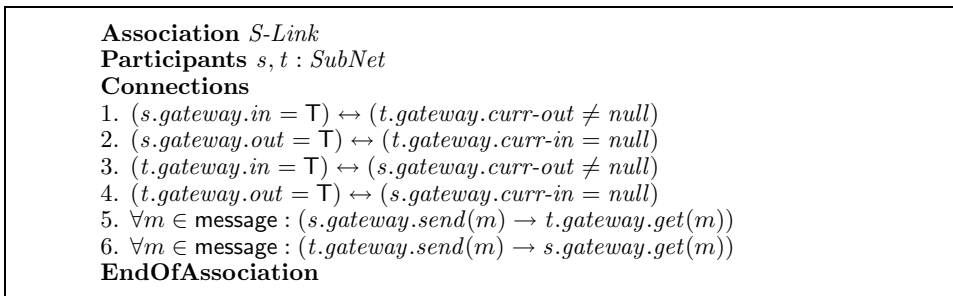 Association S-Link
Participants s, t : SubNet
Connections
1. (s.gateway.in = T) ↔ (t.gateway.curr-out ≠ null)
2. (s.gateway.out = T) ↔ (t.gateway.curr-in = null)
3. (t.gateway.in = T) ↔ (s.gateway.curr-out ≠ null)
4. (t.gateway.out = T) ↔ (s.gateway.curr-in = null)
5. ∀m ∈ message : (s.gateway.send(m) → t.gateway.get(m))
6. ∀m ∈ message : (t.gateway.send(m) → s.gateway.get(m))
EndOfAssociation